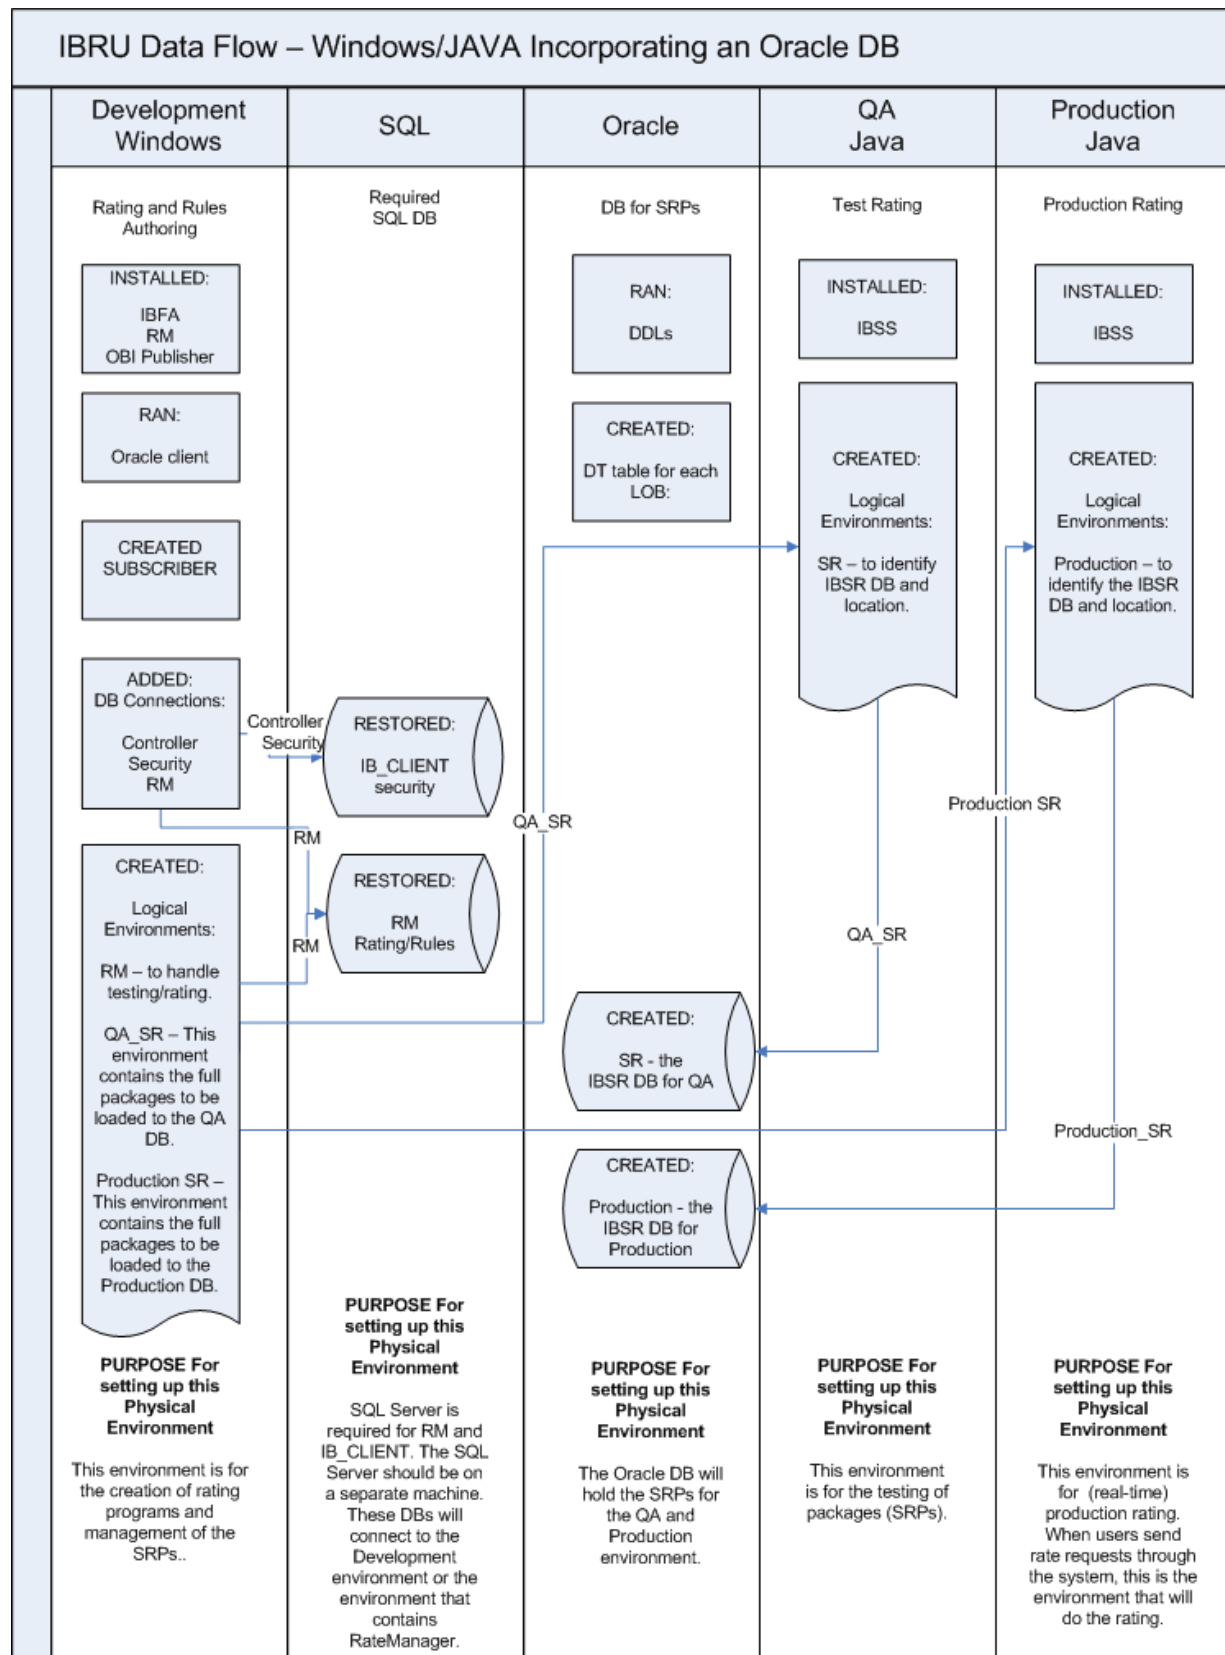 IBRU Data Flow – Windows/JAVA Incorporating an Oracle DB
Development
Windows
SQL
Oracle
QA
Java
Production
Java
Rating and Rules
Authoring
INSTALLED:
IBFA
RM
OBI Publisher
RAN:
Oracle client
CREATED
SUBSCRIBER
ADDED:
DB Connections:
Controller
Security
RM
CREATED:
Logical
Environments:
RM – to handle
testing/rating.
QA_SR – This
environment
contains the full
packages to be
loaded to the QA
DB.
Production SR –
This environment
contains the full
packages to be
loaded to the
Production DB.
PURPOSE For
setting up this
Physical
Environment
This environment is for
the creation of rating
programs and
management of the
SRPs..
Required
SQL DB
Controller
Security
RESTORED:
IB_CLIENT
security
RM
RESTORED:
RM
Rating/Rules
RM
PURPOSE For
setting up this
Physical
Environment
SQL Server is
required for RM and
IB_CLIENT. The SQL
Server should be on
a separate machine.
These DBs will
connect to the
Development
environment or the
environment that
contains
RateManager.
DB for SRPs
RAN:
DDLs
CREATED:
DT table for each
LOB:
QA_SR
CREATED:
SR - the
IBSR DB for QA
CREATED:
Production - the
IBSR DB for
Production
PURPOSE For
setting up this
Physical
Environment
The Oracle DB will
hold the SRPs for
the QA and
Production
environment.
Test Rating
INSTALLED:
IBSS
CREATED:
Logical
Environments:
SR – to identify
IBSR DB and
location.
QA_SR
PURPOSE For
setting up this
Physical
Environment
This environment
is for the testing of
packages (SRPs).
Production Rating
INSTALLED:
IBSS
CREATED:
Logical
Environments:
Production – to
identify the IBSR
DB and location.
Production SR
Production_SR
PURPOSE For
setting up this
Physical
Environment
This environment is
for (real-time)
production rating.
When users send
rate requests through
the system, this is the
environment that will
do the rating.